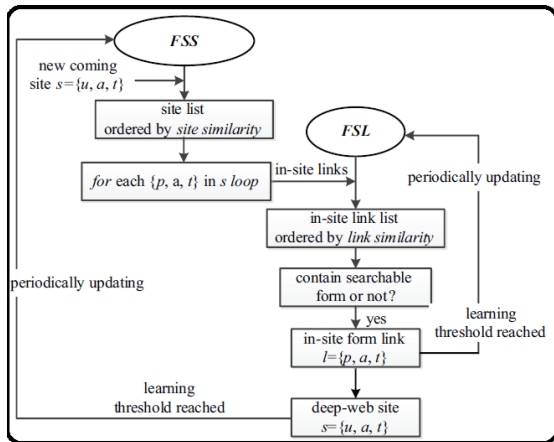 FSS
new coming
site s={u, a, t}
site list
ordered by site similarity
FSL
for each {p, a, t} in s loop
in-site links
periodically updating
in-site link list
ordered by link similarity
periodically updating
contain searchable
form or not?
yes
learning
threshold reached
in-site form link
l={p, a, t}
learning
threshold reached
deep-web site
s={u, a, t}